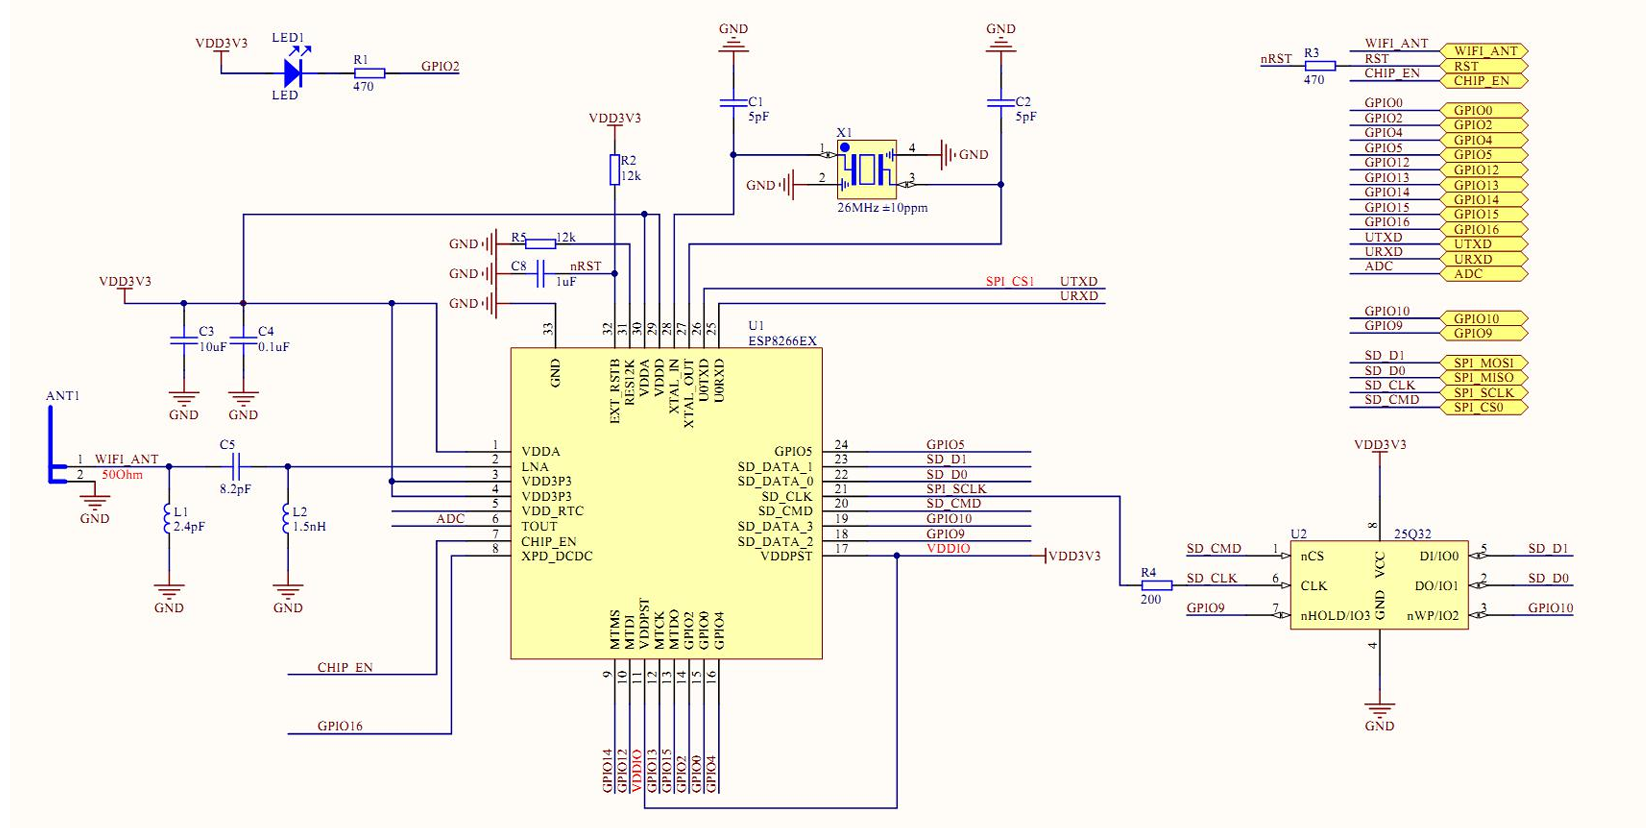 VDD3V3
LED1
LED
R1
470
GPIO2
GND
C1
5pF
GND
C2
5pF
VDD3V3
R2
12k
X1
1
4
GND
GND
2
3
26MHz ±10ppm
nRST
R3
470
WIFI_ANT WIFI_ANT
RST RST
CHIP_EN CHIP_EN
GPIO0 GPIO0
GPIO2 GPIO2
GPIO4 GPIO4
GPIO5 GPIO5
GPIO12 GPIO12
GPIO13 GPIO13
GPIO14 GPIO14
GPIO15 GPIO15
GPIO16 GPIO16
UTXD UTXD
URXD URXD
ADC ADC
GPIO10 GPIO10
GPIO9 GPIO9
SD_D1 SPI_MOSI
SD_D0 SPI_MISO
SD_CLK SPI_SCLK
SD_CMD SPI_CS0
GND R5 12k
GND C8 nRST
1uF
GND
SPI_CS1 UTXD
URXD
VDD3V3
C3
10uF
GND
C4
0.1uF
GND
U1
ESP8266EX
33 32 31 30 29 28 27 26 25
GND EXT_RSTB RES12K VDDA VDDD XTAL_IN XTAL_OUT U0TXD U0RXD
ANT1
1 WIFI_ANT
2 50Ohm
GND
C5
8.2pF
L1
2.4pF
GND
L2
1.5nH
GND
1 VDDA
2 LNA
3 VDD3P3
4 VDD3P3
5 VDD_RTC
ADC 6 TOUT
7 CHIP_EN
8 XPD_DCDC
GPIO5 24 GPIO5
SD_DATA_1 23 SD_D1
SD_DATA_0 22 SD_D0
SD_CLK 21 SPI_SCLK
SD_CMD 20 SD_CMD
SD_DATA_3 19 GPIO10
SD_DATA_2 18 GPIO9
VDDPST 17 VDDIO
VDD3V3
MTMS MTDI VDDPST MTCK MTDO GPIO2 GPIO0 GPIO4
9 10 11 12 13 14 15 16
GPIO14 GPIO12 VDDIO GPIO13 GPIO15 GPIO2 GPIO0 GPIO4
CHIP_EN
GPIO16
R4
200
VDD3V3
8
U2
25Q32
SD_CMD 1 nCS
SD_CLK 6 CLK
GPIO9 7 nHOLD/IO3
VCC
GND
DI/IO0 5 SD_D1
DO/IO1 2 SD_D0
nWP/IO2 3 GPIO10
4
GND